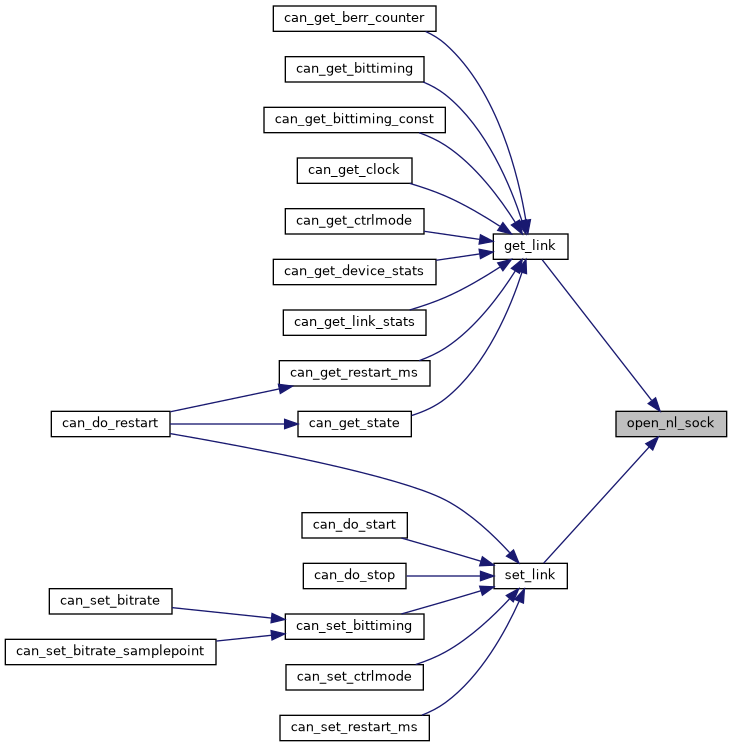 can_get_berr_counter
can_get_bittiming
can_get_bittiming_const
can_get_clock
can_get_ctrlmode
get_link
can_get_device_stats
can_get_link_stats
can_get_restart_ms
can_do_restart
can_get_state
open_nl_sock
can_do_start
can_do_stop
set_link
can_set_bitrate
can_set_bittiming
can_set_bitrate_samplepoint
can_set_ctrlmode
can_set_restart_ms